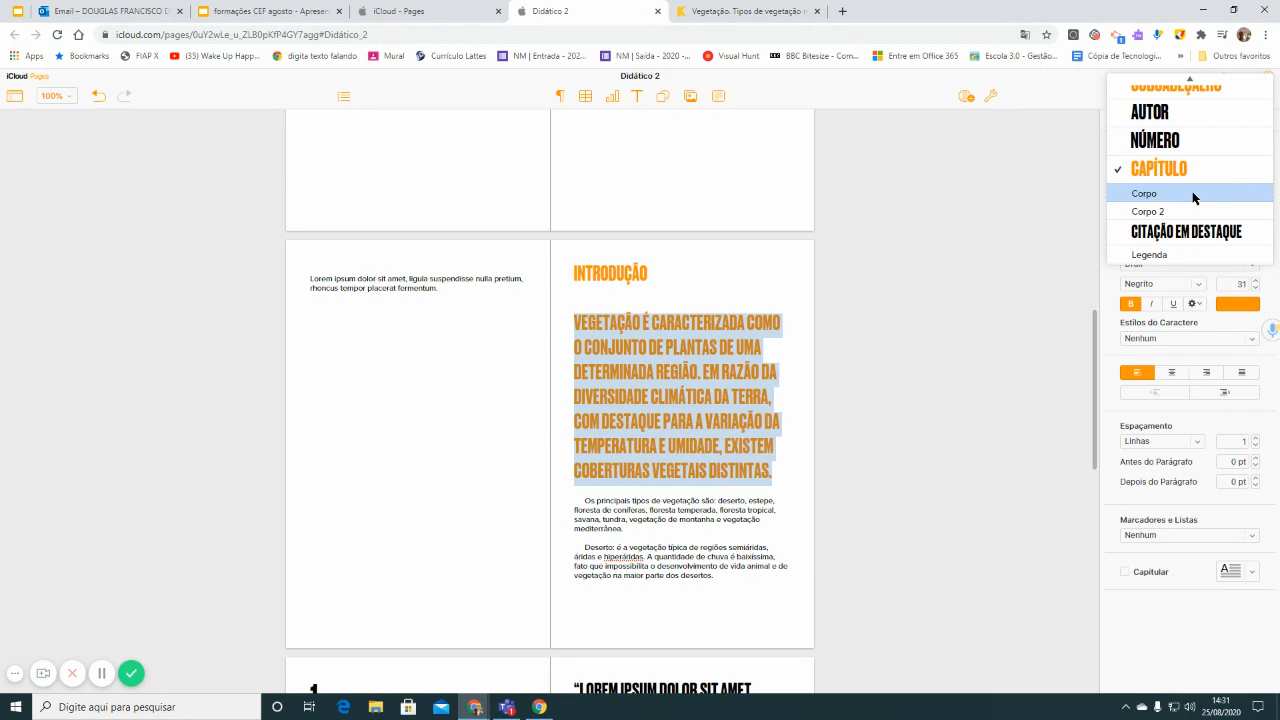 Email – DOUGLAS FRANCISCO D
formações CEF agosto - Apresen
iCloud - Pages
Didático 2
Vegetação. Tipos de vegetação n
icloud.com/pages/0uY2wLe_u_ZLB0pKfP4GY7agg#Didático_2
Apps
Bookmarks
FIAP X
(35) Wake Up Happ...
digita texto falando
Mural
Currículo Lattes
NM | Entrada – 202...
NM | Saída - 2020 -...
Visual Hunt
BBC Bitesize - Com...
Entre em Office 365
Escola 3.0 - Gestão...
Cópia de Tecnologi...
Outros favoritos
iCloud Pages
Didático 2
100%
AUTOR
NÚMERO
CAPÍTULO
Corpo
Corpo 2
CITAÇÃO EM DESTAQUE
Legenda
Negrito
31
B I U
Estilos do Caractere
Nenhum
Espaçamento
Linhas
1
Antes do Parágrafo
0 pt
Depois do Parágrafo
0 pt
Marcadores e Listas
Nenhum
Capitular
Lorem ipsum dolor sit amet, ligula suspendisse nulla pretium,
rhoncus tempor placerat fermentum.
INTRODUÇÃO
VEGETAÇÃO É CARACTERIZADA COMO
O CONJUNTO DE PLANTAS DE UMA
DETERMINADA REGIÃO. EM RAZÃO DA
DIVERSIDADE CLIMÁTICA DA TERRA,
COM DESTAQUE PARA A VARIAÇÃO DA
TEMPERATURA E UMIDADE, EXISTEM
COBERTURAS VEGETAIS DISTINTAS.
Os principais tipos de vegetação são: deserto, estepe,
floresta de coníferas, floresta temperada, floresta tropical,
savana, tundra, vegetação de montanha e vegetação
mediterrânea.
Deserto: é a vegetação típica de regiões semiáridas,
áridas e hiperáridas. A quantidade de chuva é baixíssima,
fato que impossibilita o desenvolvimento de vida animal e de
vegetação na maior parte dos desertos.
1
“LOREM IPSUM DOLOR SIT AMET
Digite aqui para pesquisar
14:31
25/08/2020